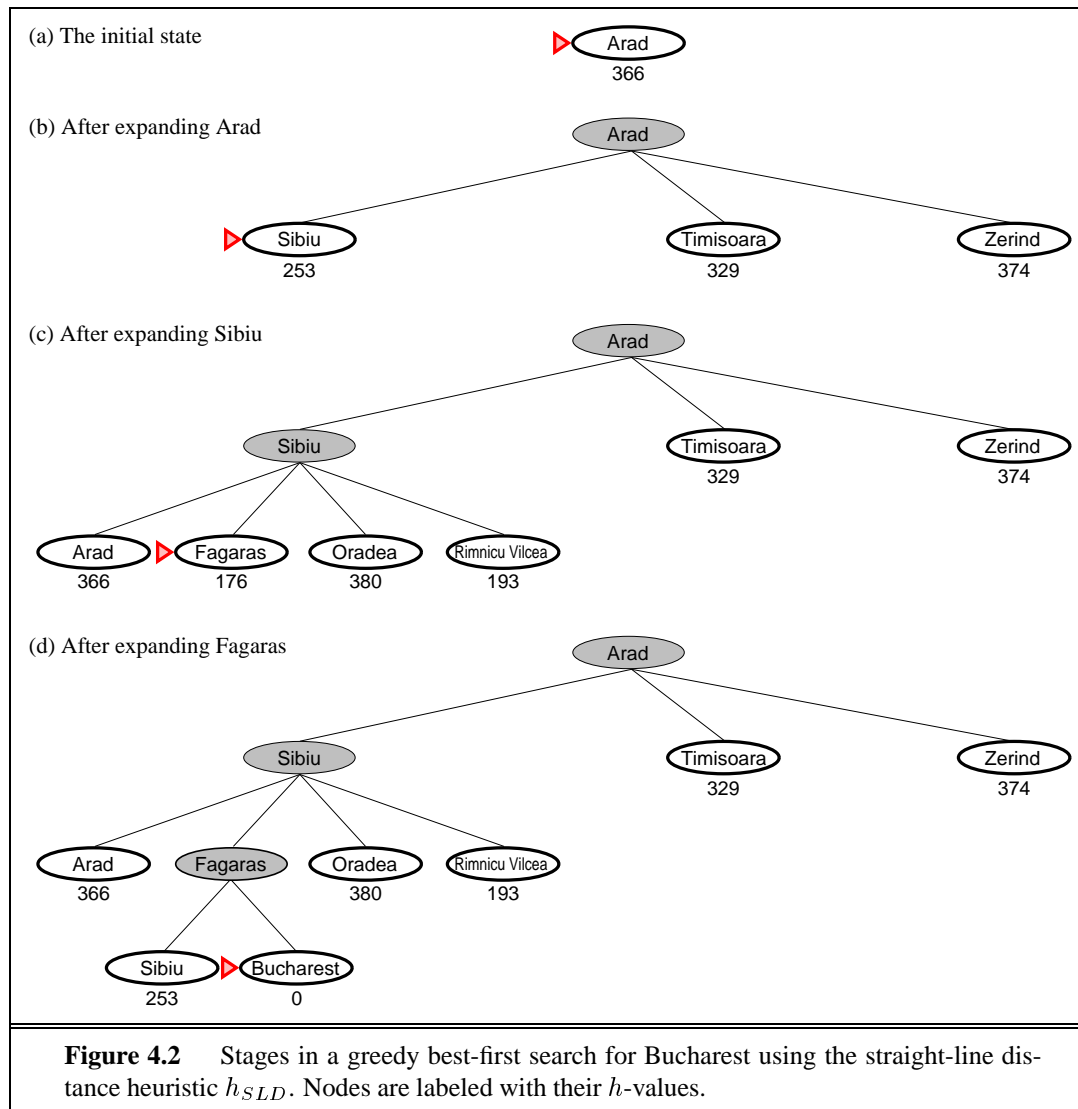 (a) The initial state
Arad
366
(b) After expanding Arad
Arad
Sibiu Timisoara Zerind
253 329 374
(c) After expanding Sibiu
Arad
Sibiu Timisoara Zerind
329 374
Arad Fagaras Oradea Rimnicu Vilcea
366 176 380 193
(d) After expanding Fagaras
Arad
Sibiu Timisoara Zerind
329 374
Arad Fagaras Oradea Rimnicu Vilcea
366 380 193
Sibiu Bucharest
253 0
Figure 4.2 Stages in a greedy best-first search for Bucharest using the straight-line dis-
tance heuristic h_{SLD}. Nodes are labeled with their h-values.